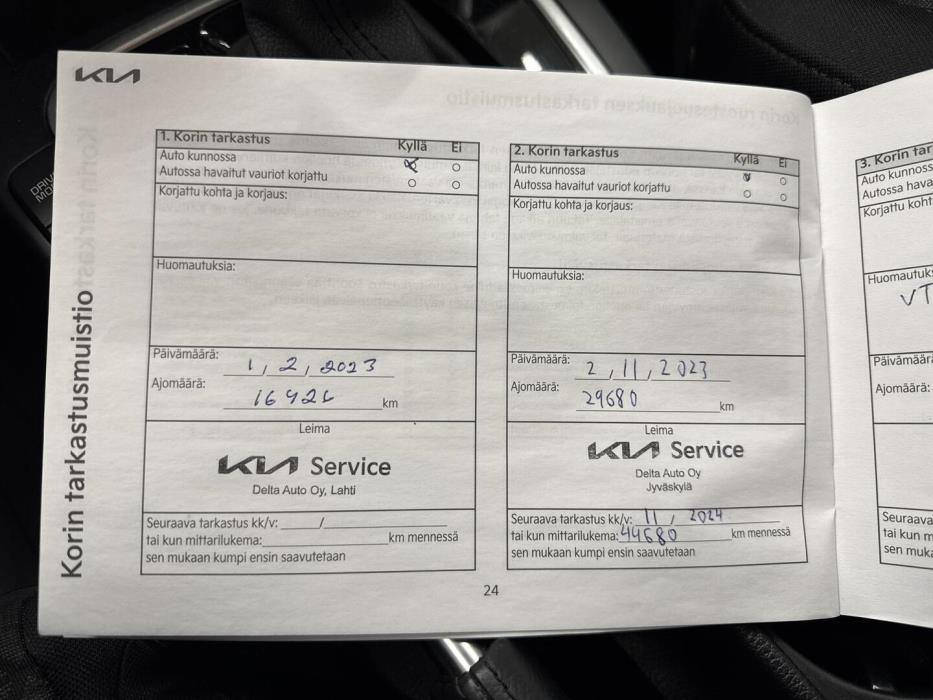 KIA
Korin tarkastusmuistio
1. Korin tarkastus Kyllä Ei
Auto kunnossa
Autossa havaitut vauriot korjattu
Korjattu kohta ja korjaus:
Huomautuksia:
Päivämäärä: 1, 2, 2023
Ajomäärä: km
Leima
KIA Service
Delta Auto Oy, Lahti
Seuraava tarkastus kk/v: /
tai kun mittarilukema: km mennessä
sen mukaan kumpi ensin saavutetaan
2. Korin tarkastus Kyllä Ei
Auto kunnossa
Autossa havaitut vauriot korjattu
Korjattu kohta ja korjaus:
Huomautuksia:
Päivämäärä: 2, 11, 2023
Ajomäärä: 29680 km
Leima
KIA Service
Delta Auto Oy
Jyväskylä
Seuraava tarkastus kk/v: 11 / 2024
tai kun mittarilukema: 44680 km mennessä
sen mukaan kumpi ensin saavutetaan
3. Korin tar
Auto kunnoss
Autossa havai
Korjattu koht
Huomautuks
VT
Päivämäär
Ajomäärä:
Seuraava
tai kun m
sen muka
24